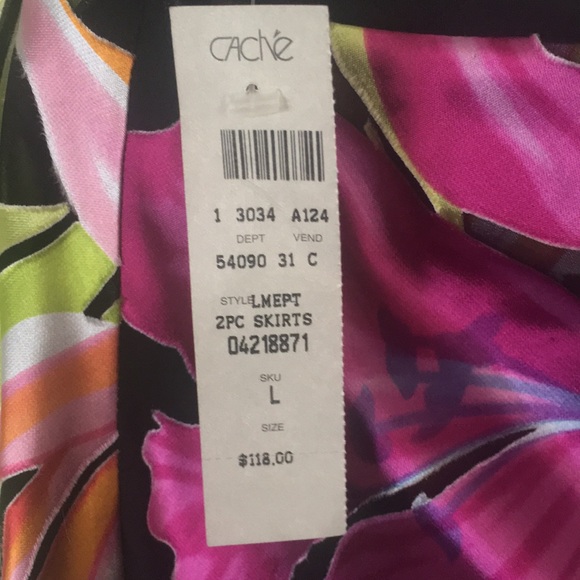 CACHÉ
1 3034 A124
DEPT VEND
54090 31 C
STYLE LMEPT
2PC SKIRTS
04218871
SKU
L
SIZE
$118.00